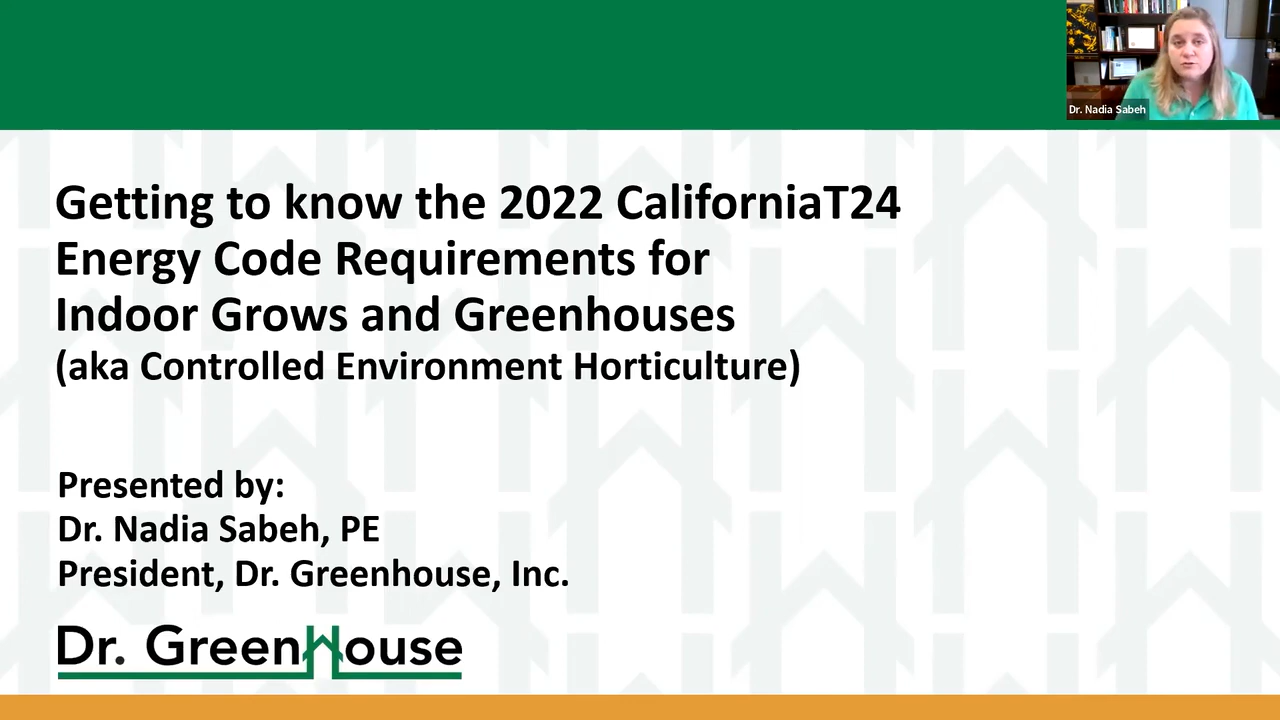 Dr. Nadia Sabeh
Getting to know the 2022 CaliforniaT24
Energy Code Requirements for
Indoor Grows and Greenhouses
(aka Controlled Environment Horticulture)
Presented by:
Dr. Nadia Sabeh, PE
President, Dr. Greenhouse, Inc.
Dr. GreenHouse